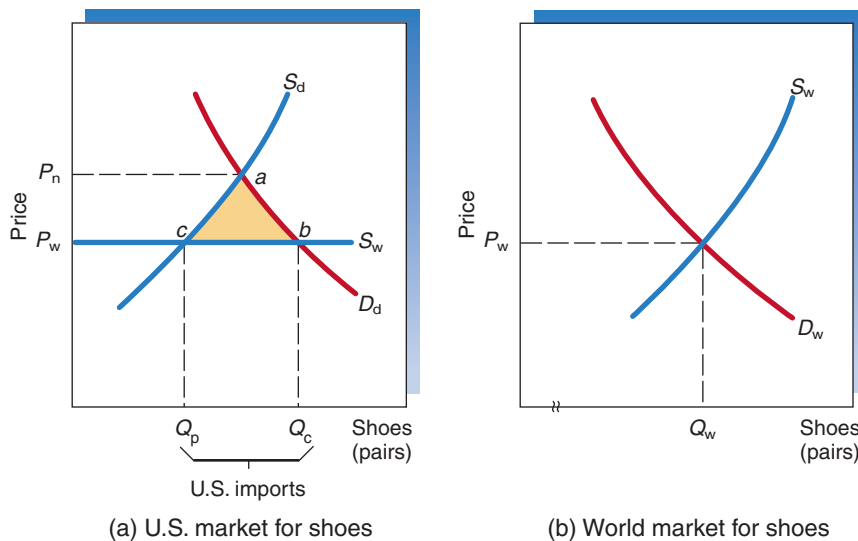 Price
P_n
P_w
S_d
a
c
b
S_w
D_d
Q_p
Q_c
Shoes
(pairs)
U.S. imports
(a) U.S. market for shoes
Price
P_w
S_w
D_w
Q_w
Shoes
(pairs)
(b) World market for shoes